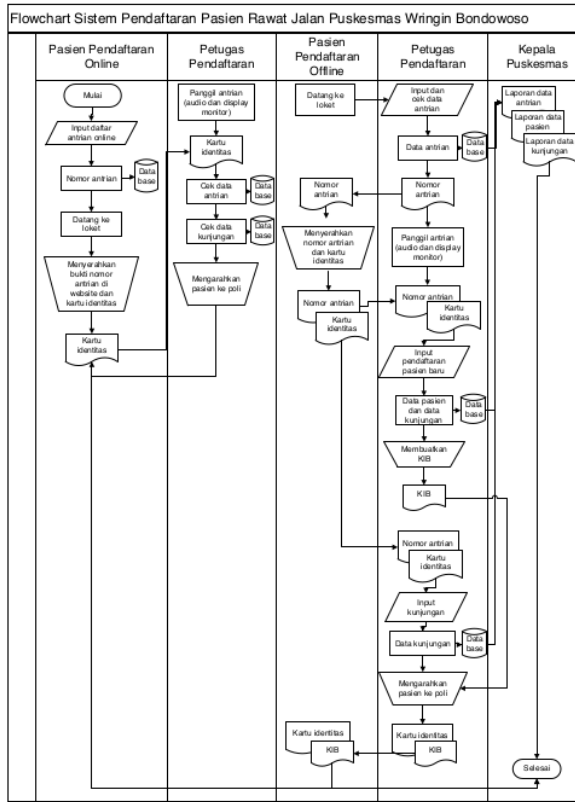 Flowchart Sistem Pendaftaran Pasien Rawat Jalan Puskesmas Wringin Bondowoso
Pasien Pendaftaran
Online
Petugas
Pendaftaran
Pasien
Pendaftaran
Offline
Petugas
Pendaftaran
Kepala
Puskesmas
Mulai
Input daftar
antrian online
Nomor antrian
Data
base
Datang ke
loket
Menyerahkan
bukti nomor
antrian di
website dan
kartu identitas
Kartu
identitas
Panggil antrian
(audio dan display
monitor)
Kartu
identitas
Cek data
antrian
Data
base
Cek data
kunjungan
Data
base
Mengarahkan
pasien ke poli
Datang ke
loket
Nomor
antrian
Menyerahkan
nomor antrian
dan kartu
identitas
Nomor antrian
Kartu
identitas
Input dan
cek data
antrian
Data antrian
Data
base
Nomor
antrian
Panggil antrian
(audio dan display
monitor)
Nomor antrian
Kartu
identitas
Input
pendaftaran
pasien baru
Data pasien
dan data
kunjungan
Data
base
Membuatkan
KIB
KIB
Nomor antrian
Kartu
identitas
Input
kunjungan
Data kunjungan
Data
base
Mengarahkan
pasien ke poli
Kartu identitas
KIB
Kartu identitas
KIB
Laporan data
antrian
Laporan data
pasien
Laporan data
kunjungan
Selesai